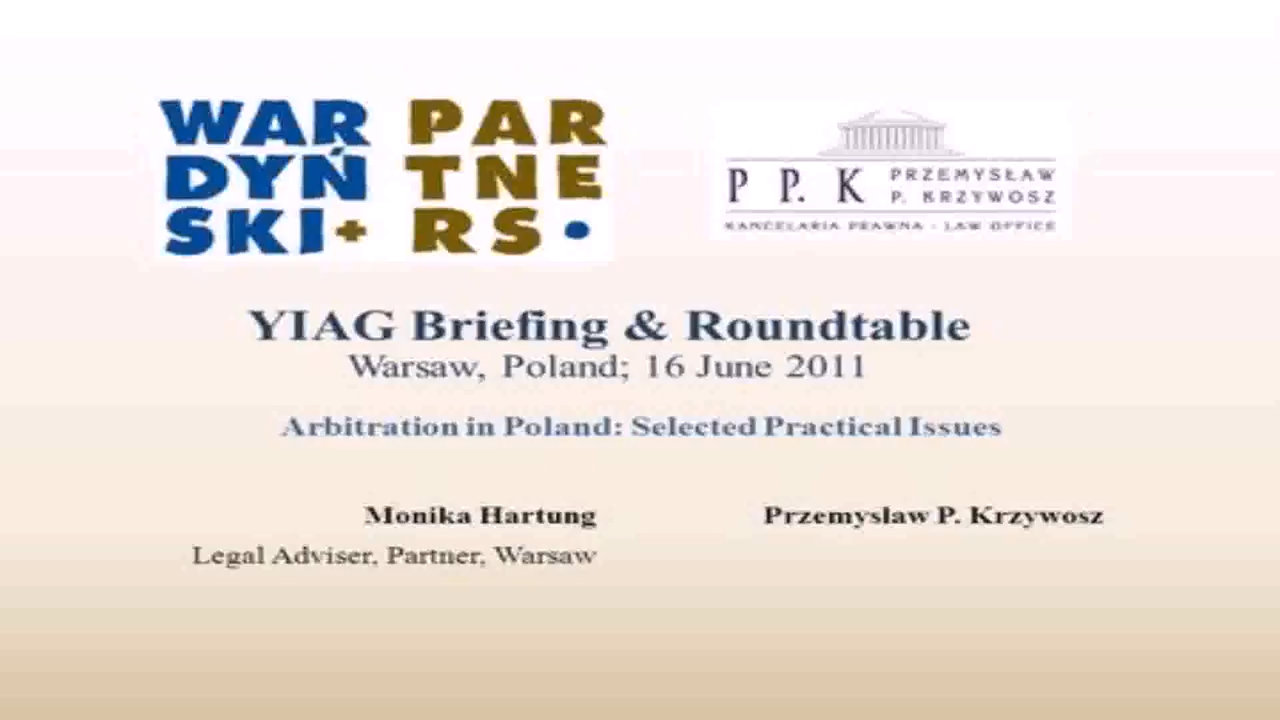 WAR PAR
DYŃ TNE
SKI+ RS•
P P. K
PRZEMYSŁAW
P. KRZYWOSZ
KANCELARIA PRAWNA - LAW OFFICE
YIAG Briefing & Roundtable
Warsaw, Poland; 16 June 2011
Arbitration in Poland: Selected Practical Issues
Monika Hartung
Legal Adviser, Partner, Warsaw
Przemyslaw P. Krzywosz